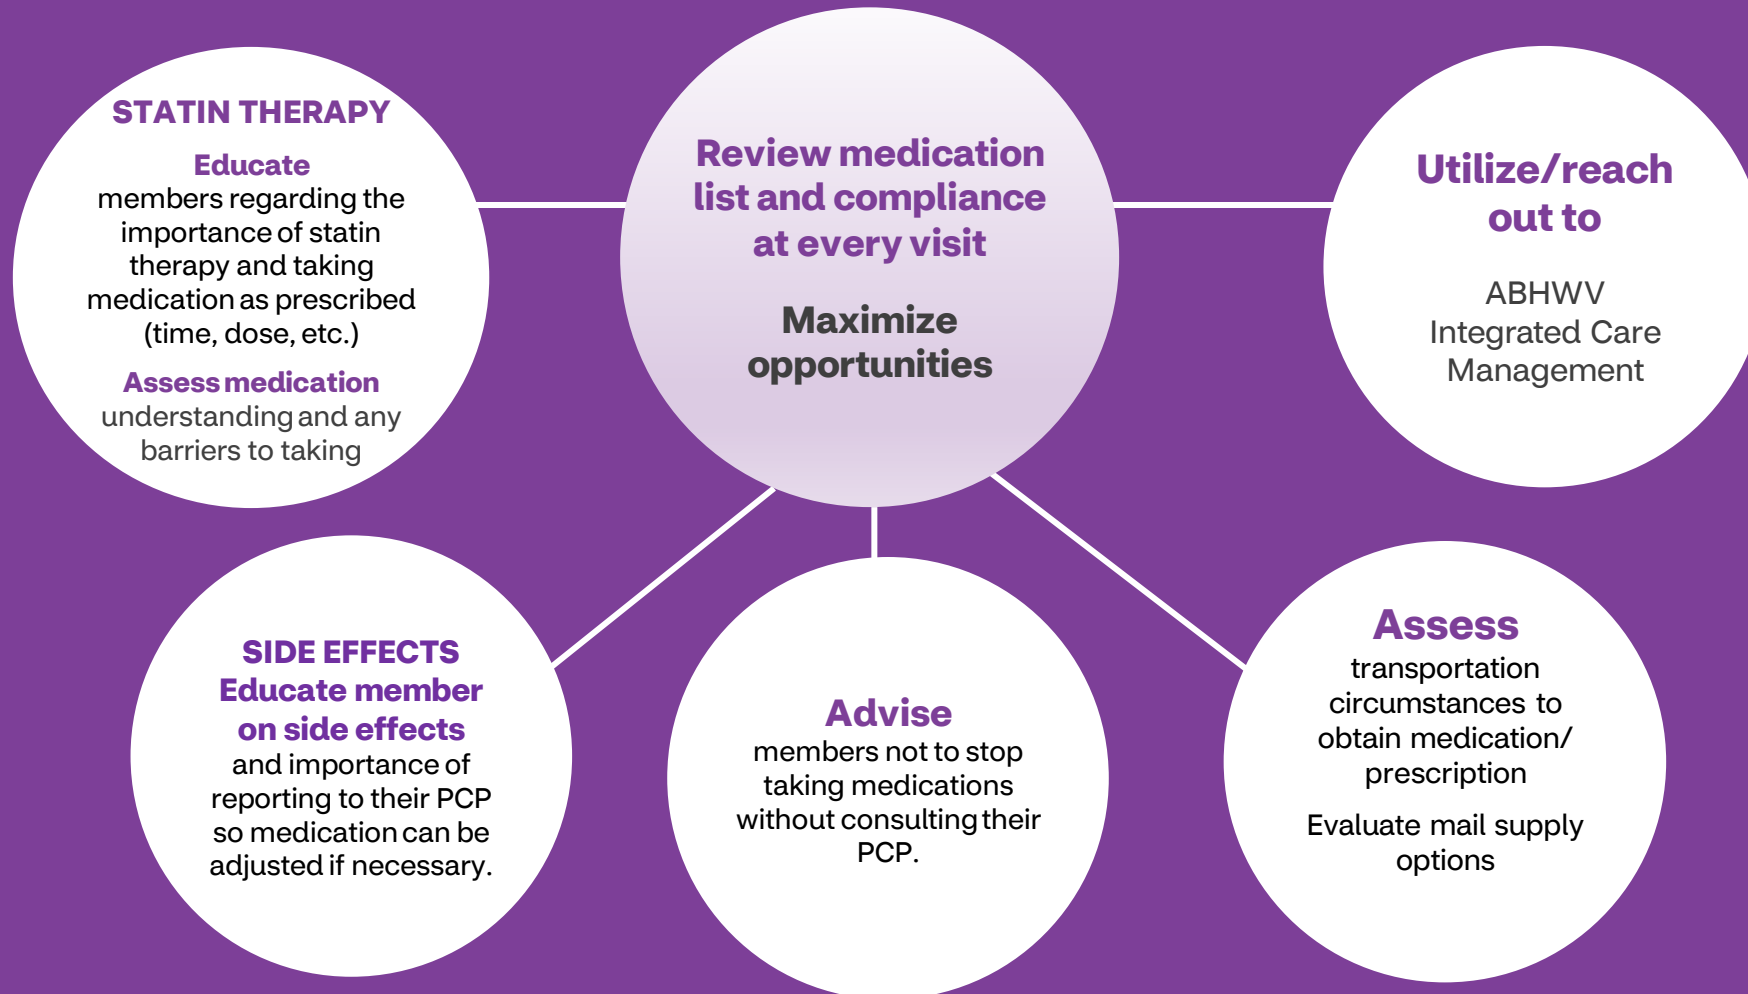 STATIN THERAPY
Educate
members regarding the
importance of statin
therapy and taking
medication as prescribed
(time, dose, etc.)
Assess medication
understanding and any
barriers to taking
Review medication
list and compliance
at every visit
Maximize
opportunities
Utilize/reach
out to
ABHWV
Integrated Care
Management
SIDE EFFECTS
Educate member
on side effects
and importance of
reporting to their PCP
so medication can be
adjusted if necessary.
Advise
members not to stop
taking medications
without consulting their
PCP.
Assess
transportation
circumstances to
obtain medication/
prescription
Evaluate mail supply
options